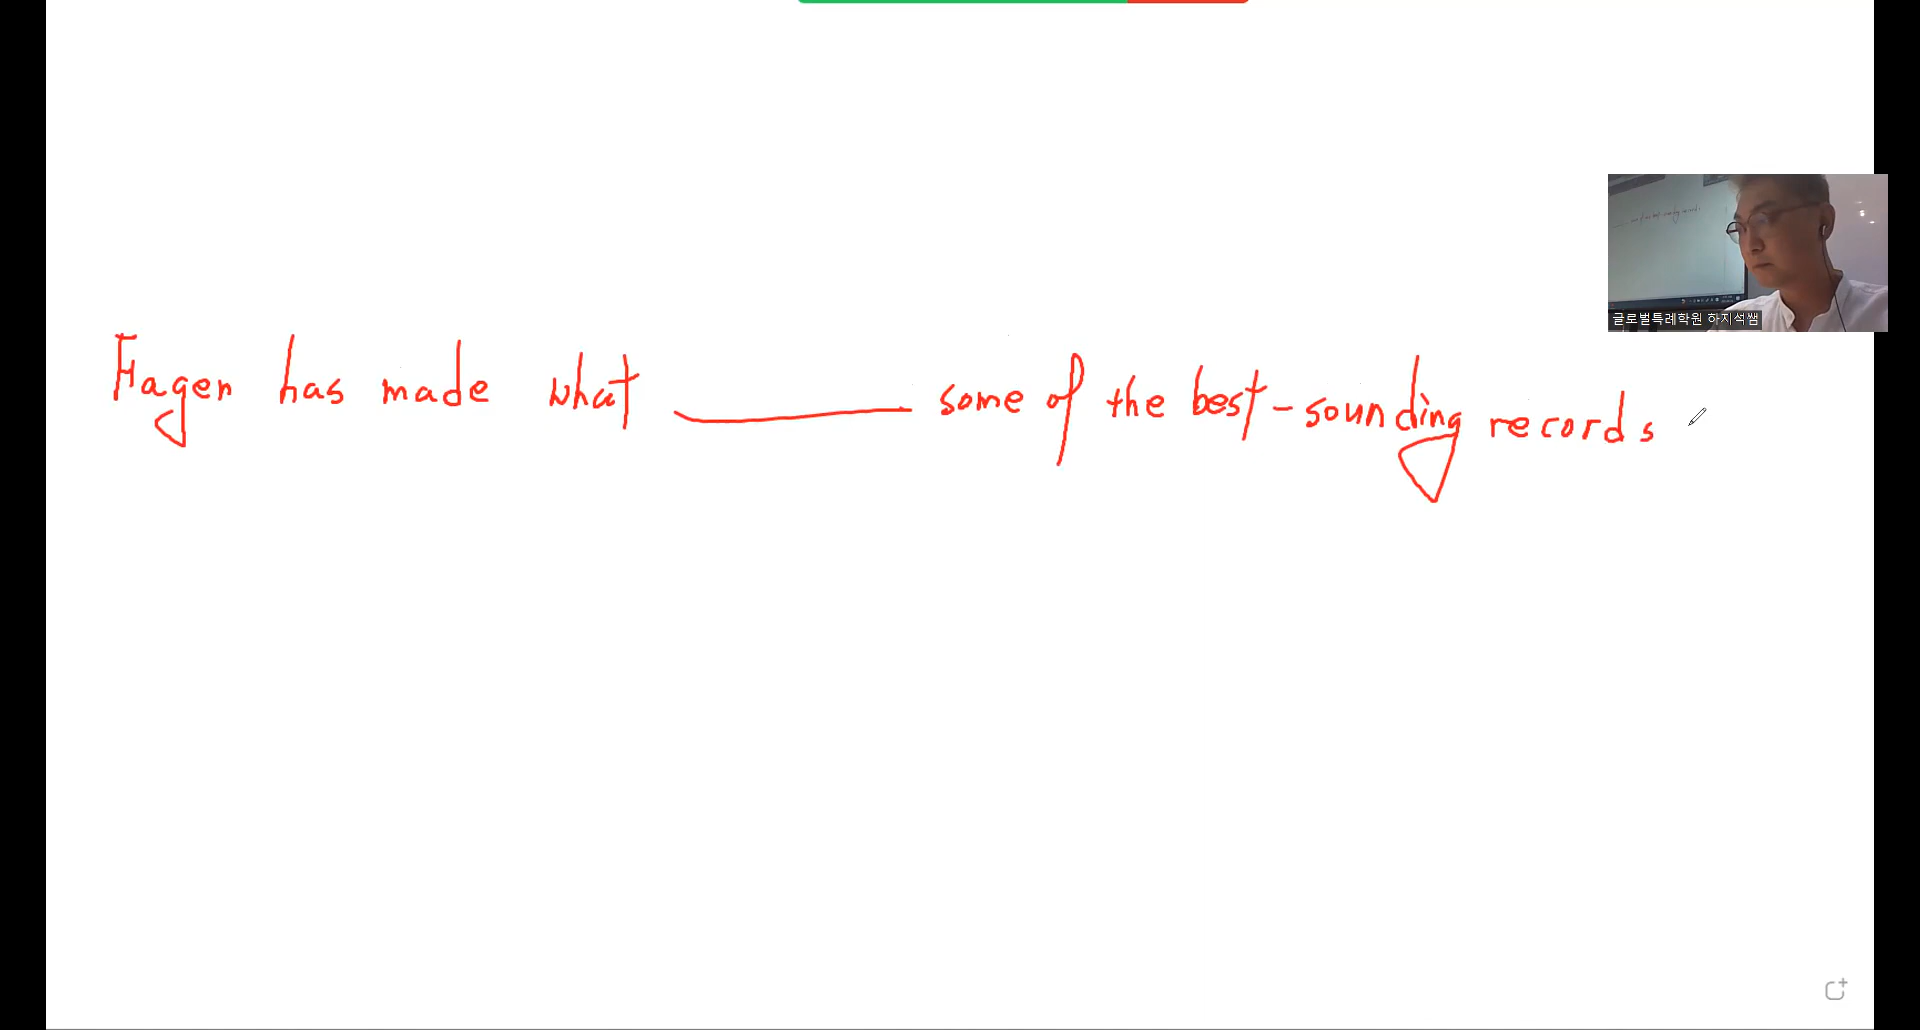 글로벌특례학원 하지석쌤
Hagen has made what ________ some of the best-sounding records